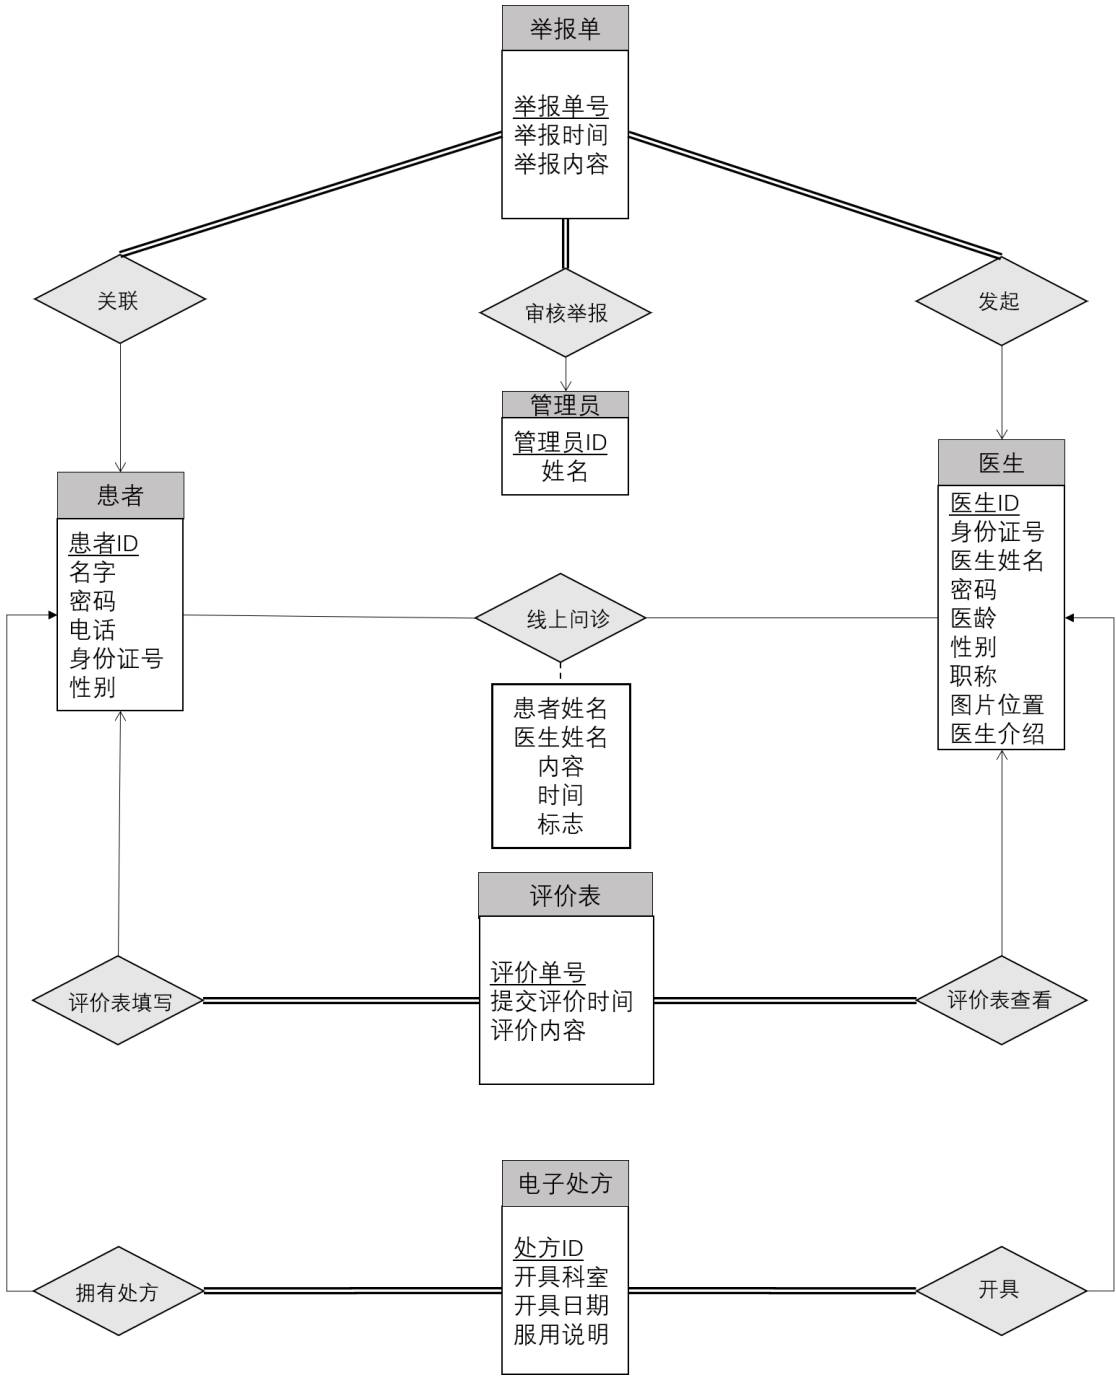 举报单
举报单号
举报时间
举报内容
关联
审核举报
发起
管理员
管理员ID
姓名
患者
患者ID
名字
密码
电话
身份证号
性别
医生
医生ID
身份证号
医生姓名
密码
医龄
性别
职称
图片位置
医生介绍
线上问诊
患者姓名
医生姓名
内容
时间
标志
评价表
评价单号
提交评价时间
评价内容
评价表填写
评价表查看
电子处方
处方ID
开具科室
开具日期
服用说明
拥有处方
开具